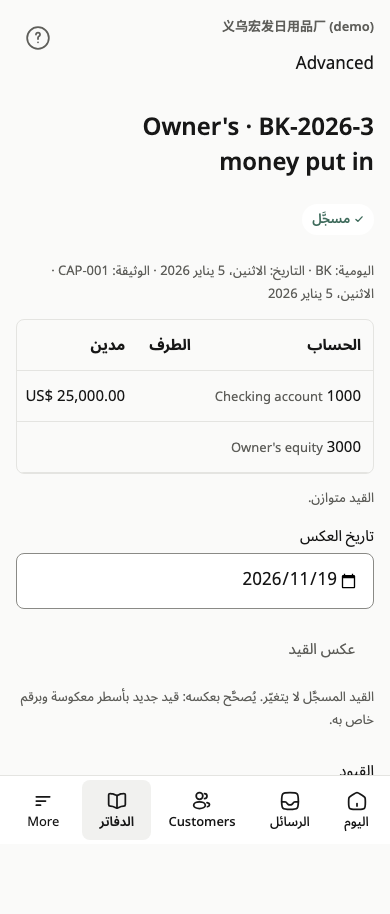 义乌宏发日用品厂 (demo)
Advanced
Owner's · BK-2026-3
money put in
✓ مسجَّل
اليومية: BK · التاريخ: الاثنين، 5 يناير 2026 · الوثيقة: CAP-001 ·
الاثنين، 5 يناير 2026
الحساب الطرف مدين
1000 Checking account US$ 25,000.00
3000 Owner's equity
القيد متوازن.
تاريخ العكس
2026/11/19
عكس القيد
القيد المسجَّل لا يتغيّر. يُصحَّح بعكسه: قيد جديد بأسطر معكوسة وبرقم
خاص به.
القيود
اليوم الرسائل Customers الدفاتر More